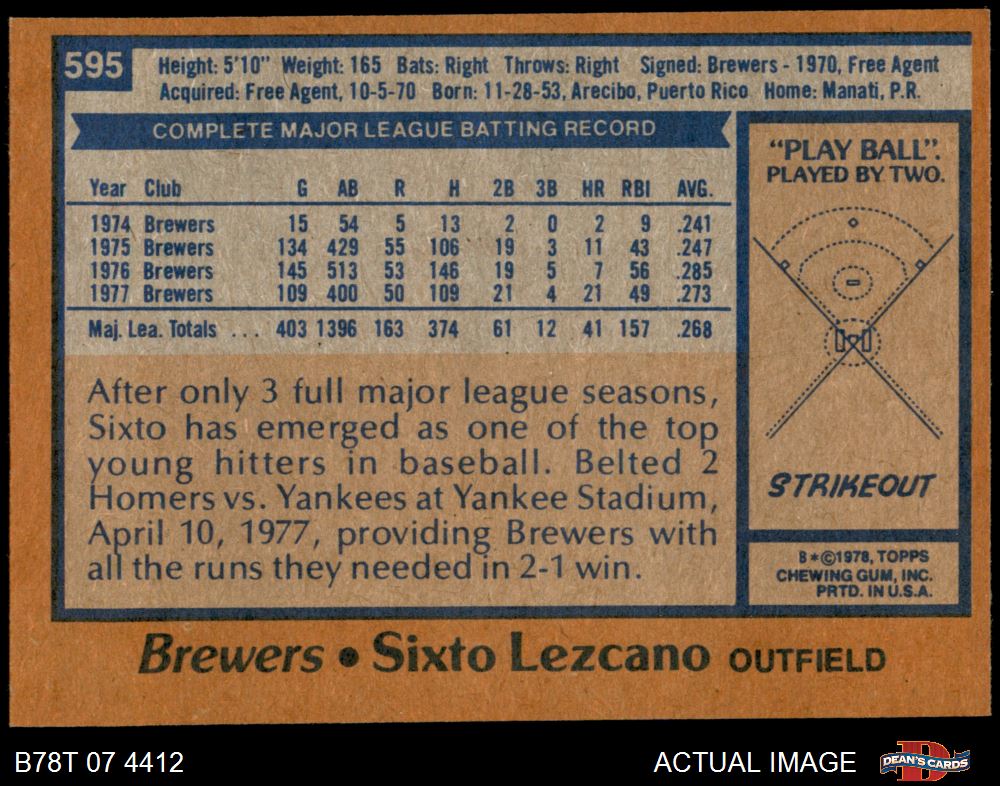 595
Height: 5'10" Weight: 165 Bats: Right Throws: Right Signed: Brewers - 1970, Free Agent
Acquired: Free Agent, 10-5-70 Born: 11-28-53, Arecibo, Puerto Rico Home: Manati, P.R.
COMPLETE MAJOR LEAGUE BATTING RECORD
Year Club G AB R H 2B 3B HR RBI AVG.
1974 Brewers 15 54 5 13 2 0 2 9 .241
1975 Brewers 134 429 55 106 19 3 11 43 .247
1976 Brewers 145 513 53 146 19 5 7 56 .285
1977 Brewers 109 400 50 109 21 4 21 49 .273
Maj. Lea. Totals ... 403 1396 163 374 61 12 41 157 .268
After only 3 full major league seasons,
Sixto has emerged as one of the top
young hitters in baseball. Belted 2
Homers vs. Yankees at Yankee Stadium,
April 10, 1977, providing Brewers with
all the runs they needed in 2-1 win.
"PLAY BALL".
PLAYED BY TWO.
STRIKEOUT
B*©1978, TOPPS
CHEWING GUM, INC.
PRTD. IN U.S.A.
Brewers • Sixto Lezcano OUTFIELD
B78T 07 4412
ACTUAL IMAGE
D
DEAN'S CARDS